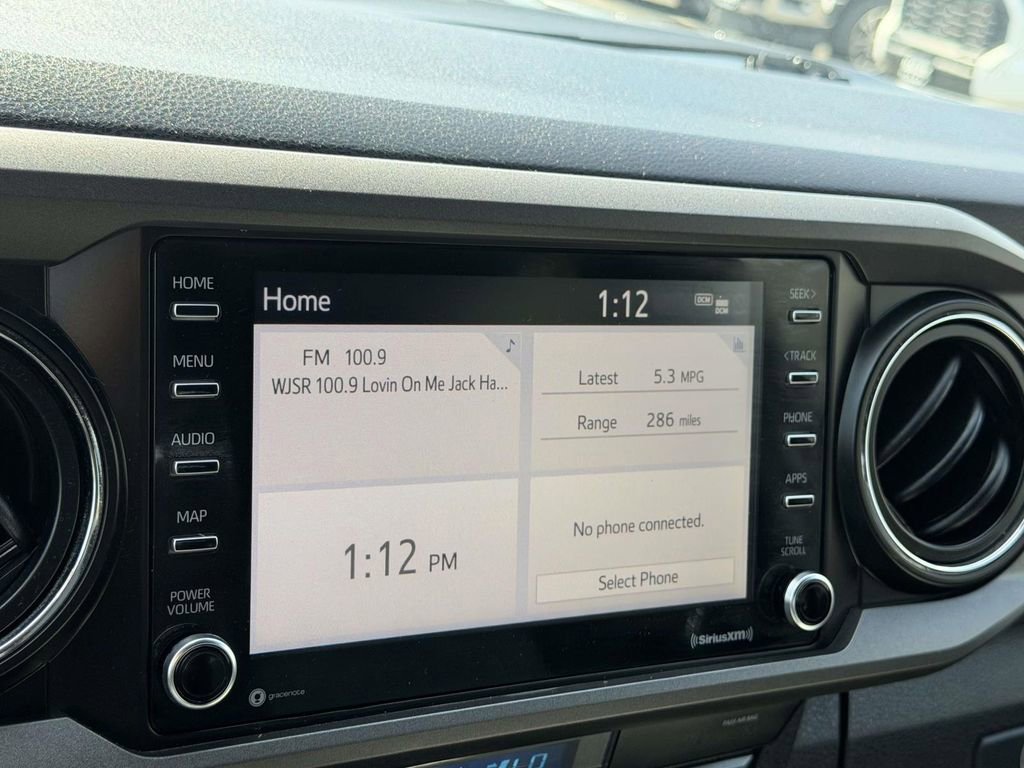 HOME
MENU
AUDIO
MAP
POWER
VOLUME
Home
1:12
DCM
DCM
FM 100.9
WJSR 100.9 Lovin On Me Jack Ha...
Latest 5.3 MPG
Range 286 miles
1:12 PM
No phone connected.
Select Phone
SEEK>
<TRACK
PHONE
APPS
TUNE
SCROLL
gracenote
SiriusXM